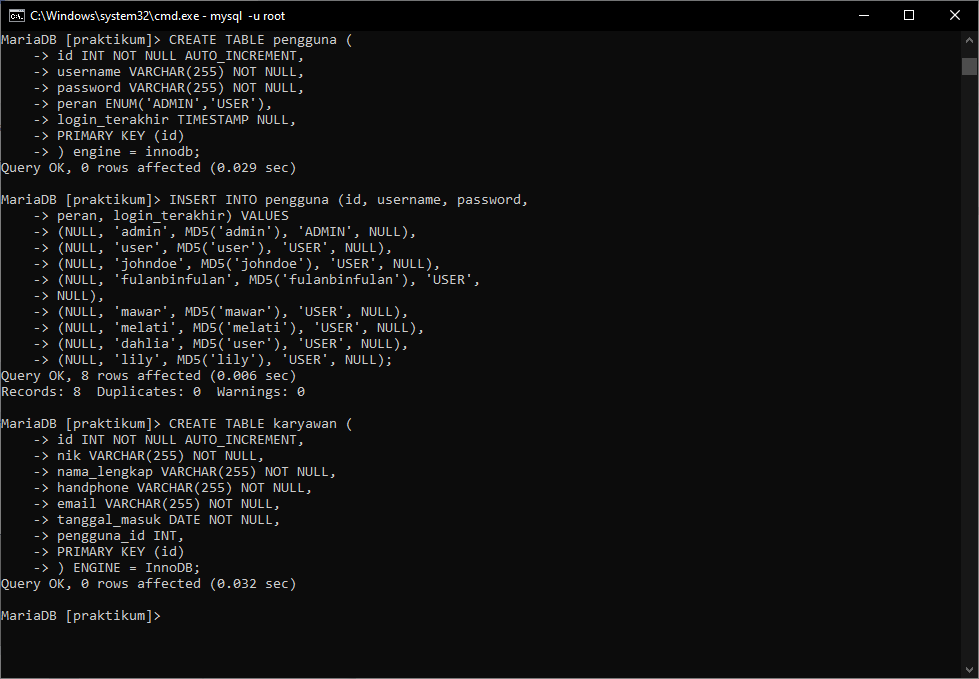 C:\Windows\system32\cmd.exe - mysql  -u root
MariaDB [praktikum]> CREATE TABLE pengguna (
    -> id INT NOT NULL AUTO_INCREMENT,
    -> username VARCHAR(255) NOT NULL,
    -> password VARCHAR(255) NOT NULL,
    -> peran ENUM('ADMIN','USER'),
    -> login_terakhir TIMESTAMP NULL,
    -> PRIMARY KEY (id)
    -> ) engine = innodb;
Query OK, 0 rows affected (0.029 sec)

MariaDB [praktikum]> INSERT INTO pengguna (id, username, password,
    -> peran, login_terakhir) VALUES
    -> (NULL, 'admin', MD5('admin'), 'ADMIN', NULL),
    -> (NULL, 'user', MD5('user'), 'USER', NULL),
    -> (NULL, 'johndoe', MD5('johndoe'), 'USER', NULL),
    -> (NULL, 'fulanbinfulan', MD5('fulanbinfulan'), 'USER',
    -> NULL),
    -> (NULL, 'mawar', MD5('mawar'), 'USER', NULL),
    -> (NULL, 'melati', MD5('melati'), 'USER', NULL),
    -> (NULL, 'dahlia', MD5('user'), 'USER', NULL),
    -> (NULL, 'lily', MD5('lily'), 'USER', NULL);
Query OK, 8 rows affected (0.006 sec)
Records: 8  Duplicates: 0  Warnings: 0

MariaDB [praktikum]> CREATE TABLE karyawan (
    -> id INT NOT NULL AUTO_INCREMENT,
    -> nik VARCHAR(255) NOT NULL,
    -> nama_lengkap VARCHAR(255) NOT NULL,
    -> handphone VARCHAR(255) NOT NULL,
    -> email VARCHAR(255) NOT NULL,
    -> tanggal_masuk DATE NOT NULL,
    -> pengguna_id INT,
    -> PRIMARY KEY (id)
    -> ) ENGINE = InnoDB;
Query OK, 0 rows affected (0.032 sec)

MariaDB [praktikum]>